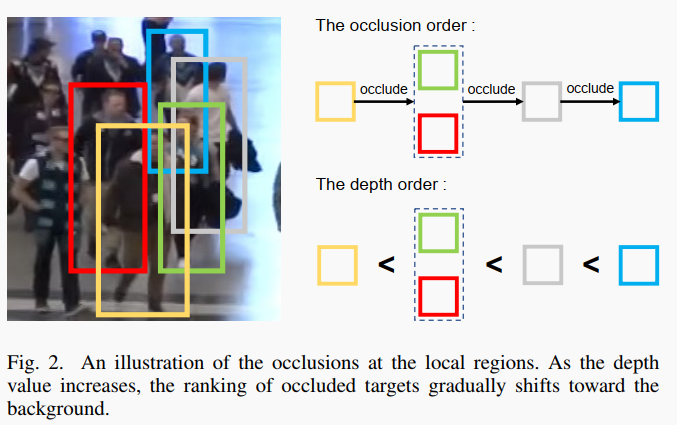 The occlusion order :
occlude occlude occlude
The depth order :
< < <
Fig. 2. An illustration of the occlusions at the local regions. As the depth
value increases, the ranking of occluded targets gradually shifts toward the
background.